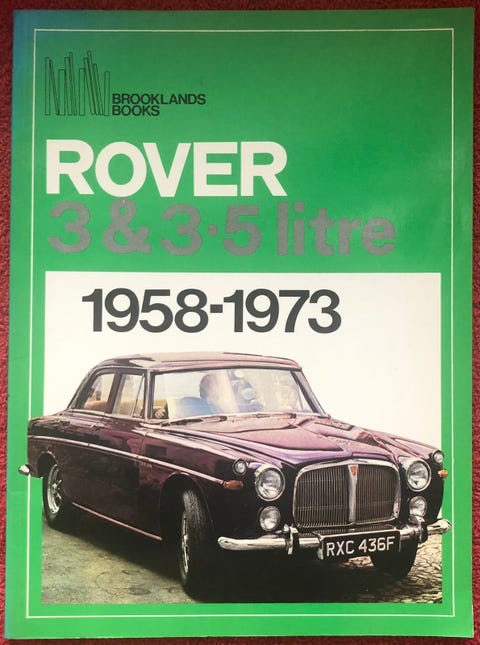 BROOKLANDS
BOOKS
ROVER
3 & 3·5 litre
1958-1973
RXC 436F